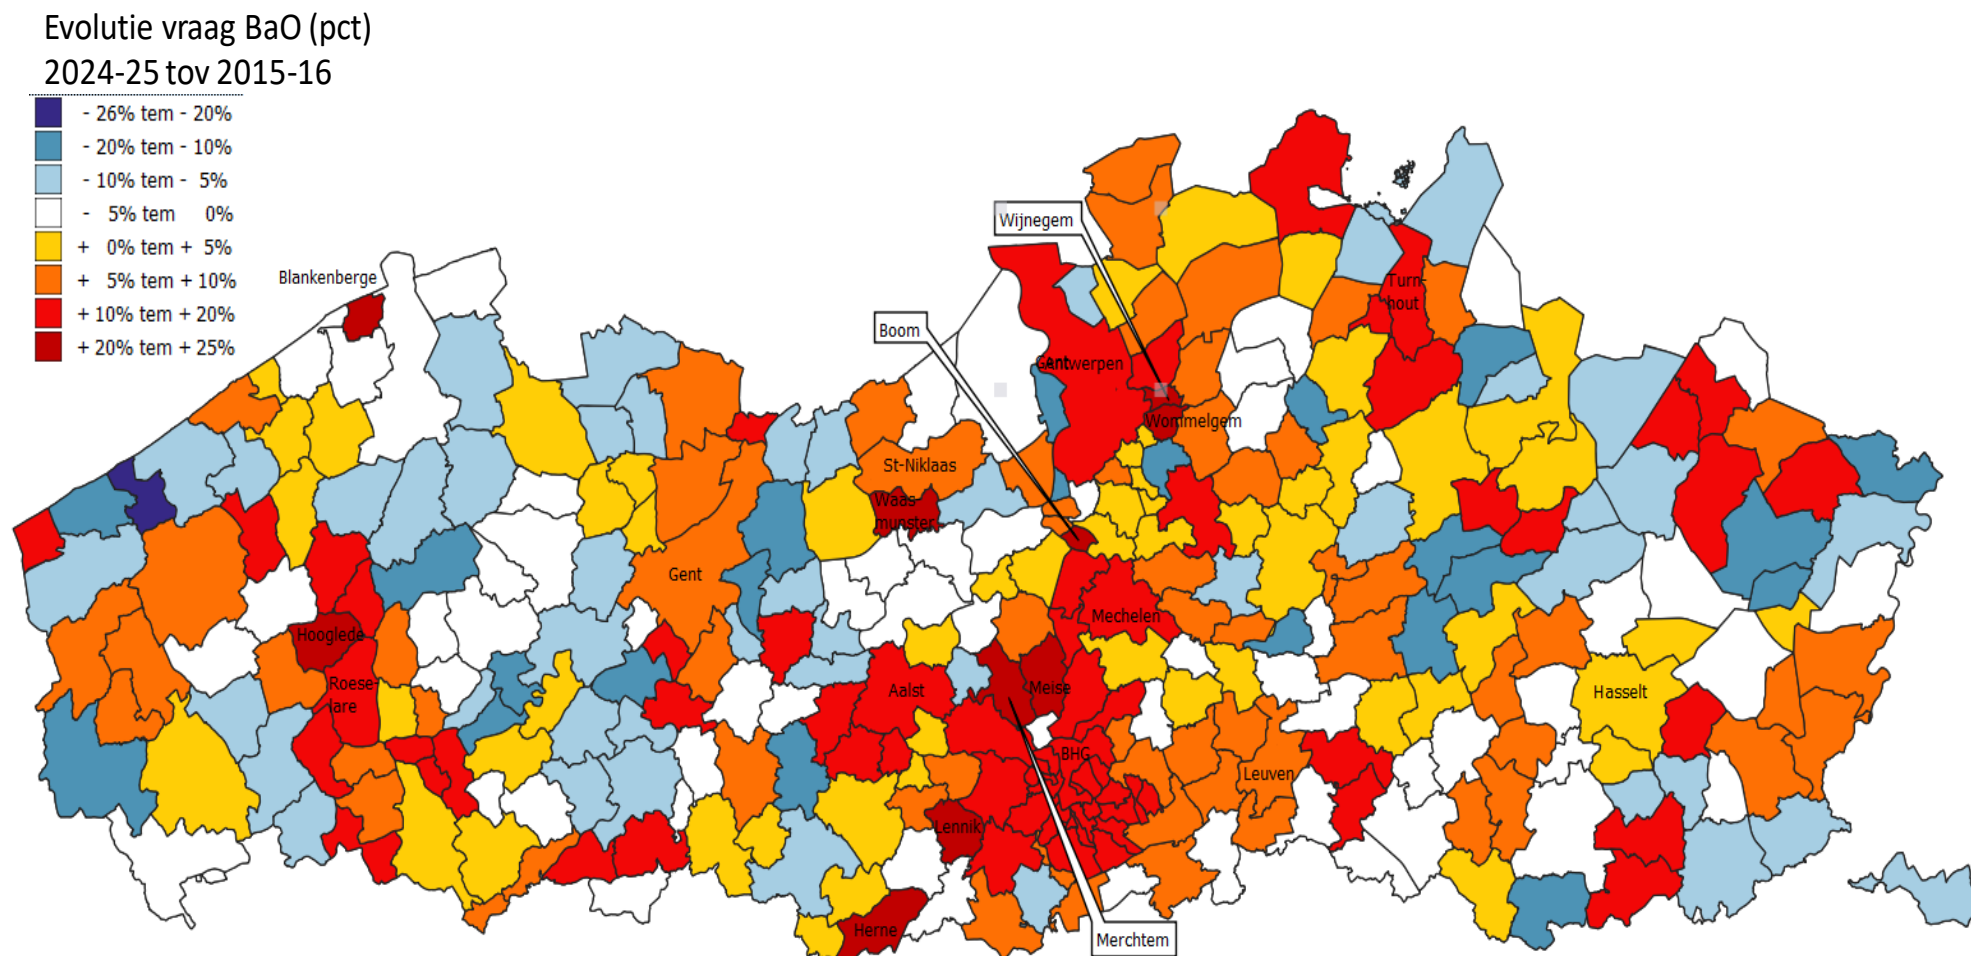 Evolutie vraag BaO (pct)
2024-25 tov 2015-16
- 26% tem - 20%
- 20% tem - 10%
- 10% tem - 5%
- 5% tem 0%
+ 0% tem + 5%
+ 5% tem + 10%
+ 10% tem + 20%
+ 20% tem + 25%
Blankenberge
Wijnegem
Boom
Turn-
hout
Antwerpen
Wommelgem
St-Niklaas
Waas-
munster
Gent
Mechelen
Hooglede
Roese-
lare
Aalst
Meise
Hasselt
BHG
Leuven
Lennik
Herne
Merchtem